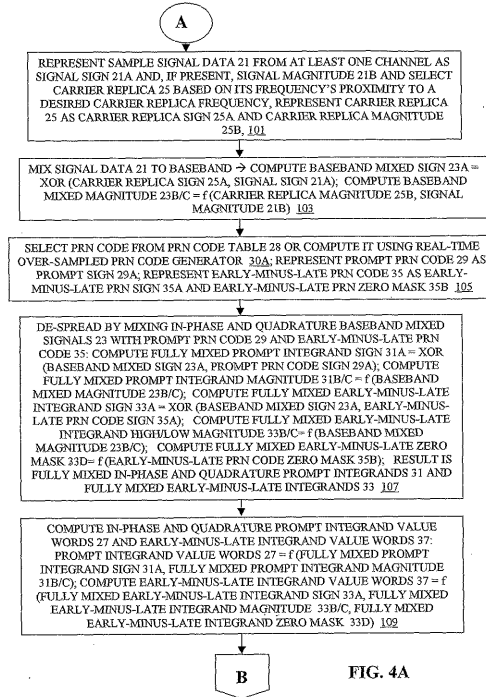 A
REPRESENT SAMPLE SIGNAL DATA 21 FROM AT LEAST ONE CHANNEL AS
SIGNAL SIGN 21A AND, IF PRESENT, SIGNAL MAGNITUDE 21B AND SELECT
CARRIER REPLICA 25 BASED ON ITS FREQUENCY'S PROXIMITY TO A
DESIRED CARRIER REPLICA FREQUENCY, REPRESENT CARRIER REPLICA
25 AS CARRIER REPLICA SIGN 25A AND CARRIER REPLICA MAGNITUDE
25B, 101
MIX SIGNAL DATA 21 TO BASEBAND → COMPUTE BASEBAND MIXED SIGN 23A =
XOR (CARRIER REPLICA SIGN 25A, SIGNAL SIGN 21A); COMPUTE BASEBAND
MIXED MAGNITUDE 23B/C = f (CARRIER REPLICA MAGNITUDE 25B, SIGNAL
MAGNITUDE 21B) 103
SELECT PRN CODE FROM PRN CODE TABLE 28 OR COMPUTE IT USING REAL-TIME
OVER-SAMPLED PRN CODE GENERATOR 30A; REPRESENT PROMPT PRN CODE 29 AS
PROMPT SIGN 29A; REPRESENT EARLY-MINUS-LATE PRN CODE 35 AS EARLY-
MINUS-LATE PRN SIGN 35A AND EARLY-MINUS-LATE PRN ZERO MASK 35B 105
DE-SPREAD BY MIXING IN-PHASE AND QUADRATURE BASEBAND MIXED
SIGNALS 23 WITH PROMPT PRN CODE 29 AND EARLY-MINUS-LATE PRN
CODE 35: COMPUTE FULLY MIXED PROMPT INTEGRAND SIGN 31A = XOR
(BASEBAND MIXED SIGN 23A, PROMPT PRN CODE SIGN 29A); COMPUTE
FULLY MIXED PROMPT INTEGRAND MAGNITUDE 31B/C = f (BASEBAND
MIXED MAGNITUDE 23B/C); COMPUTE FULLY MIXED EARLY-MINUS-LATE
INTEGRAND SIGN 33A = XOR (BASEBAND MIXED SIGN 23A, EARLY-MINUS-
LATE PRN CODE SIGN 35A); COMPUTE FULLY MIXED EARLY-MINUS-LATE
INTEGRAND HIGH/LOW MAGNITUDE 33B/C= f (BASEBAND MIXED
MAGNITUDE 23B/C); COMPUTE FULLY MIXED EARLY-MINUS-LATE ZERO
MASK 33D= f (EARLY-MINUS-LATE PRN CODE ZERO MASK 35B); RESULT IS
FULLY MIXED IN-PHASE AND QUADRATURE PROMPT INTEGRANDS 31 AND
FULLY MIXED EARLY-MINUS-LATE INTEGRANDS 33 107
COMPUTE IN-PHASE AND QUADRATURE PROMPT INTEGRAND VALUE
WORDS 27 AND EARLY-MINUS-LATE INTEGRAND VALUE WORDS 37:
PROMPT INTEGRAND VALUE WORDS 27 = f (FULLY MIXED PROMPT
INTEGRAND SIGN 31A, FULLY MIXED PROMPT INTEGRAND MAGNITUDE
31B/C); COMPUTE EARLY-MINUS-LATE INTEGRAND VALUE WORDS 37 = f
(FULLY MIXED EARLY-MINUS-LATE INTEGRAND SIGN 33A, FULLY MIXED
EARLY-MINUS-LATE INTEGRAND MAGNITUDE 33B/C, FULLY MIXED
EARLY-MINUS-LATE INTEGRAND ZERO MASK 33D) 109
B
FIG. 4A